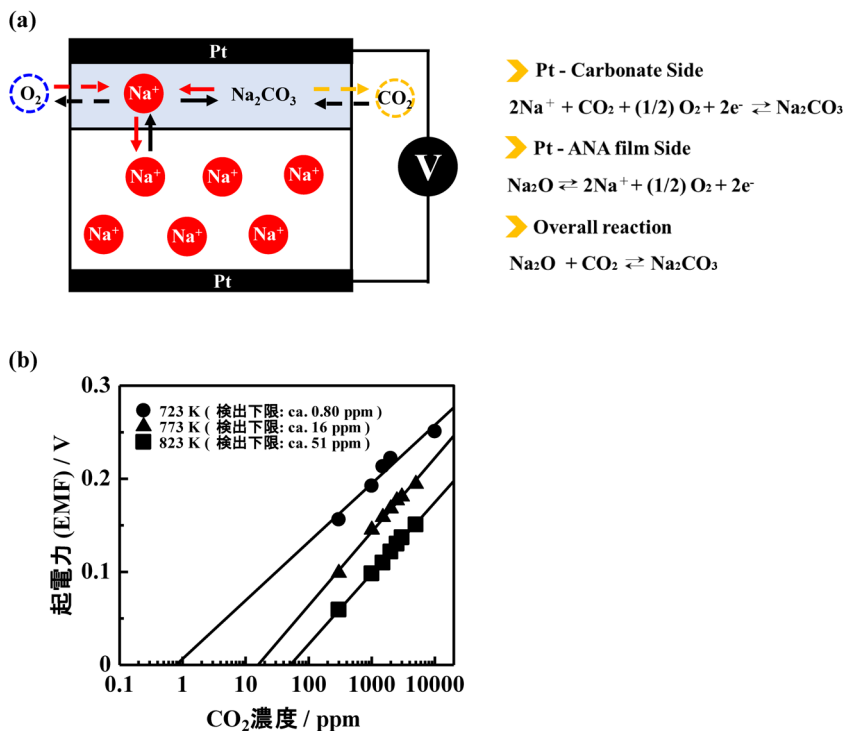 (a)
Pt
O₂
Na⁺
Na₂CO₃
CO₂
Na⁺
Na⁺
Na⁺
Na⁺
Na⁺
Na⁺
V
Pt
Pt - Carbonate Side
2Na⁺ + CO₂ + (1/2) O₂ + 2e⁻ ⇄ Na₂CO₃
Pt - ANA film Side
Na₂O ⇄ 2Na⁺ + (1/2) O₂ + 2e⁻
Overall reaction
Na₂O + CO₂ ⇄ Na₂CO₃
(b)
起電力 (EMF) / V
0.3
0.2
0.1
0
723 K ( 検出下限: ca. 0.80 ppm )
773 K ( 検出下限: ca. 16 ppm )
823 K ( 検出下限: ca. 51 ppm )
0.1 1 10 100 1000 10000
CO₂濃度 / ppm